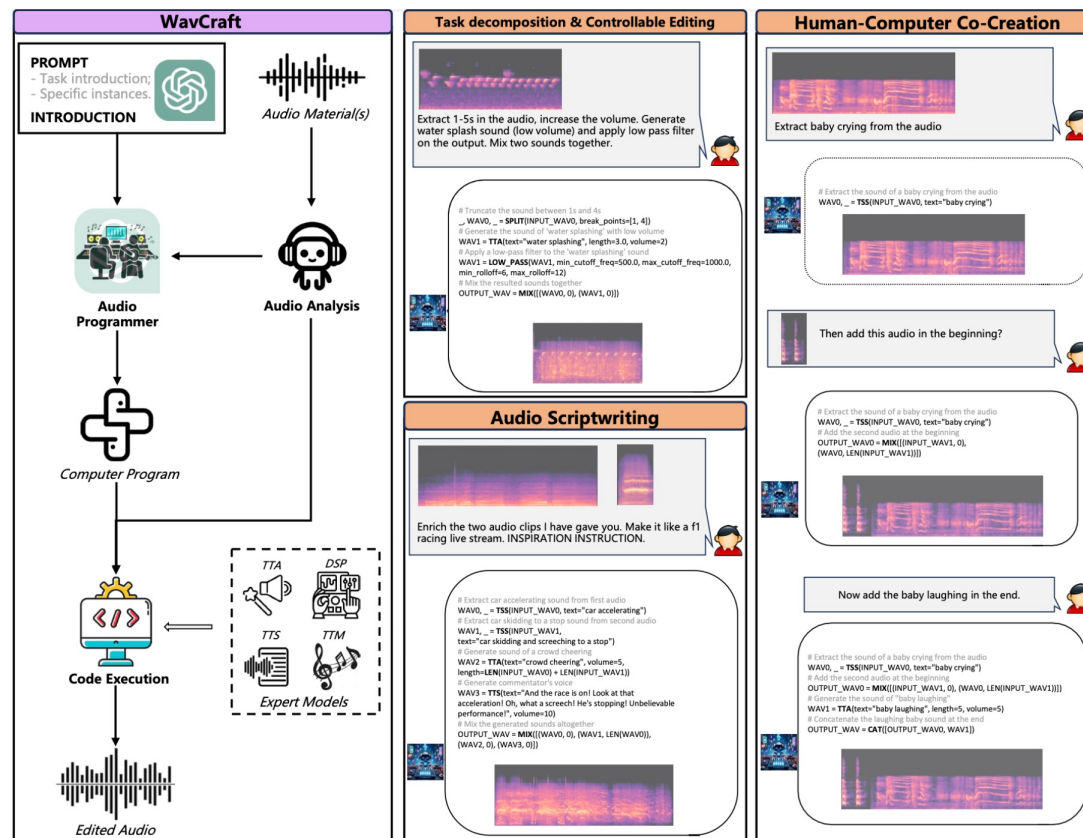 WavCraft
PROMPT
- Task introduction;
- Specific instances.
INTRODUCTION
Audio Material(s)
Audio
Programmer
Audio Analysis
Computer Program
TTA
DSP
TTS
TTM
Code Execution
Expert Models
Edited Audio
Task decomposition & Controllable Editing
Extract 1-5s in the audio, increase the volume. Generate
water splash sound (low volume) and apply low pass filter
on the output. Mix two sounds together.
# Truncate the sound between 1s and 4s
_, WAV0, _ = SPLIT(INPUT_WAV0, break_points=[1, 4])
# Generate the sound of 'water splashing' with low volume
WAV1 = TTA(text="water splashing", length=3.0, volume=2)
# Apply a low-pass filter to the 'water splashing' sound
WAV1 = LOW_PASS(WAV1, min_cutoff_freq=500.0, max_cutoff_freq=1000.0,
min_rolloff=6, max_rolloff=12)
# Mix the resulted sounds together
OUTPUT_WAV = MIX([(WAV0, 0), (WAV1, 0)])
Audio Scriptwriting
Enrich the two audio clips I have gave you. Make it like a f1
racing live stream. INSPIRATION INSTRUCTION.
# Extract car accelerating sound from first audio
WAV0, _ = TSS(INPUT_WAV0, text="car accelerating")
# Extract car skidding to a stop sound from second audio
WAV1, _ = TSS(INPUT_WAV1,
text="car skidding and screeching to a stop")
# Generate sound of a crowd cheering
WAV2 = TTA(text="crowd cheering", volume=5,
length=LEN(INPUT_WAV0) + LEN(INPUT_WAV1))
# Generate commentator's voice
WAV3 = TTS(text="And the race is on! Look at that
acceleration! Oh, what a screech! He's stopping! Unbelievable
performance!", volume=10)
# Mix the generated sounds altogether
OUTPUT_WAV = MIX([(WAV0, 0), (WAV1, LEN(WAV0)),
(WAV2, 0), (WAV3, 0)])
Human-Computer Co-Creation
Extract baby crying from the audio
# Extract the sound of a baby crying from the audio
WAV0, _ = TSS(INPUT_WAV0, text="baby crying")
Then add this audio in the beginning?
# Extract the sound of a baby crying from the audio
WAV0, _ = TSS(INPUT_WAV0, text="baby crying")
# Add the second audio at the beginning
OUTPUT_WAV0 = MIX([(INPUT_WAV1, 0),
(WAV0, LEN(INPUT_WAV1))])
Now add the baby laughing in the end.
# Extract the sound of a baby crying from the audio
WAV0, _ = TSS(INPUT_WAV0, text="baby crying")
# Add the second audio at the beginning
OUTPUT_WAV0 = MIX([(INPUT_WAV1, 0), (WAV0, LEN(INPUT_WAV1))])
# Generate the sound of "baby laughing"
WAV1 = TTA(text="baby laughing", length=5, volume=5)
# Concatenate the laughing baby sound at the end
OUTPUT_WAV = CAT([OUTPUT_WAV0, WAV1])